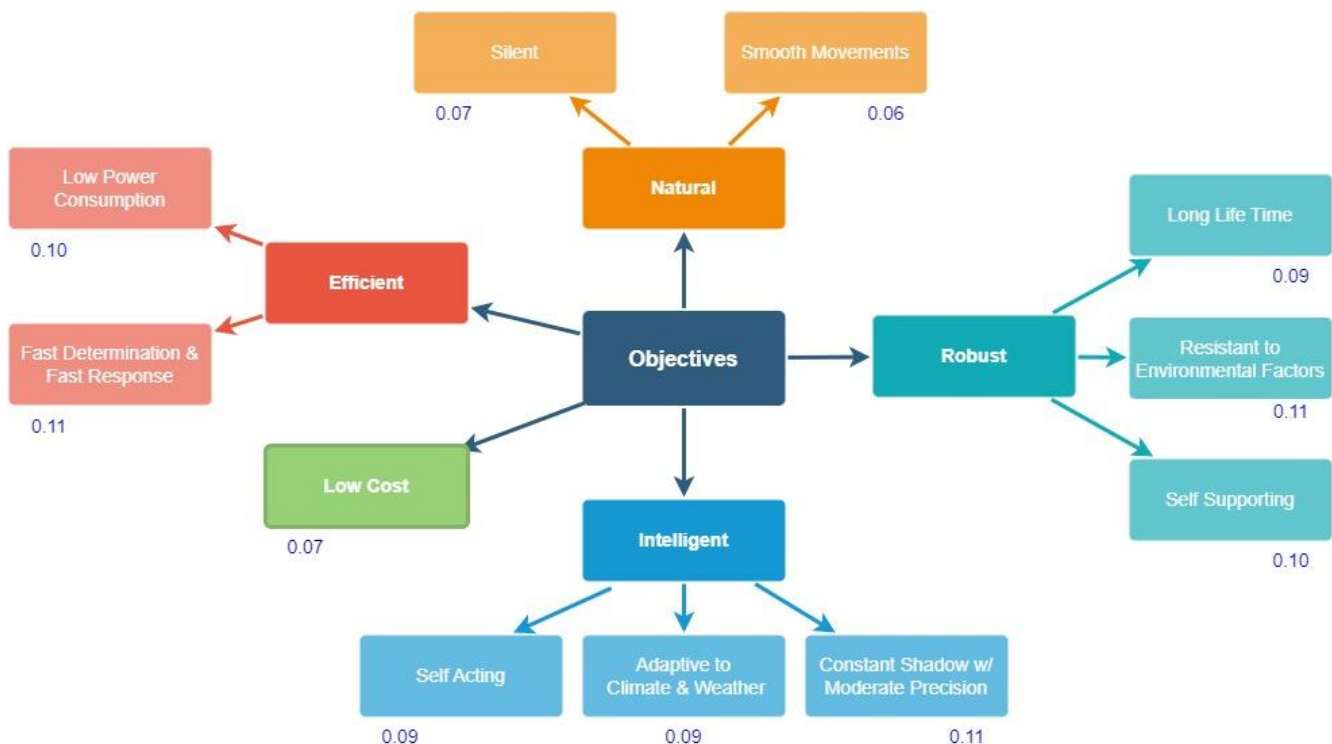 Silent
0.07
Smooth Movements
0.06
Natural
Low Power
Consumption
0.10
Efficient
Fast Determination &
Fast Response
0.11
Objectives
Robust
Long Life Time
0.09
Resistant to
Environmental Factors
0.11
Self Supporting
0.10
Low Cost
0.07
Intelligent
Self Acting
0.09
Adaptive to
Climate & Weather
0.09
Constant Shadow w/
Moderate Precision
0.11